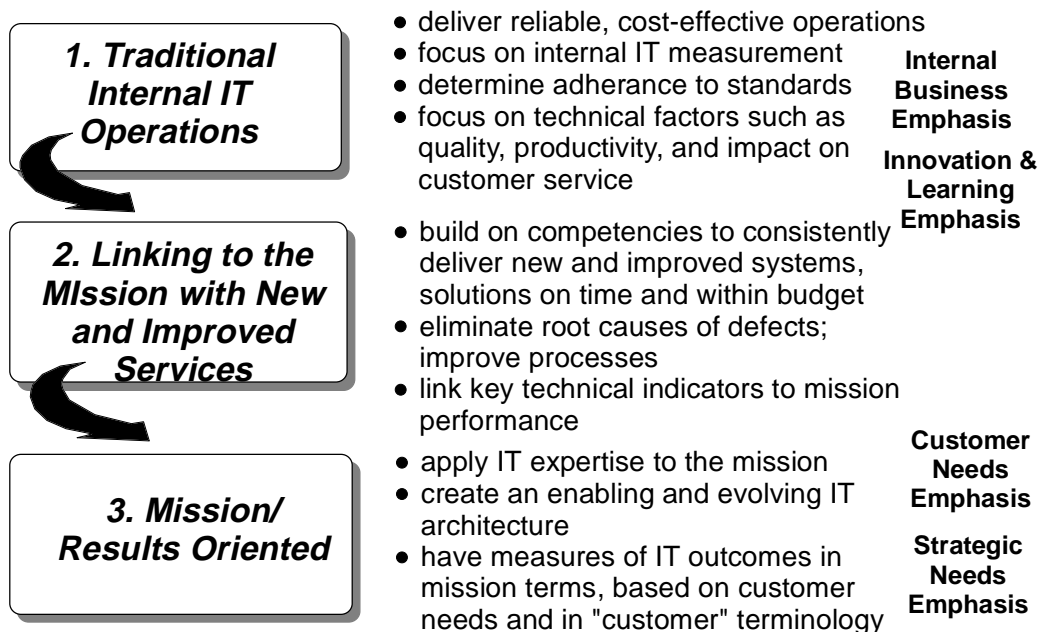 1. Traditional
Internal IT
Operations
• deliver reliable, cost-effective operations
• focus on internal IT measurement
• determine adherance to standards
• focus on technical factors such as
quality, productivity, and impact on
customer service
Internal
Business
Emphasis
Innovation &
Learning
Emphasis
2. Linking to the
MIssion with New
and Improved
Services
• build on competencies to consistently
deliver new and improved systems,
solutions on time and within budget
• eliminate root causes of defects;
improve processes
• link key technical indicators to mission
performance
3. Mission/
Results Oriented
• apply IT expertise to the mission
• create an enabling and evolving IT
architecture
• have measures of IT outcomes in
mission terms, based on customer
needs and in "customer" terminology
Customer
Needs
Emphasis
Strategic
Needs
Emphasis